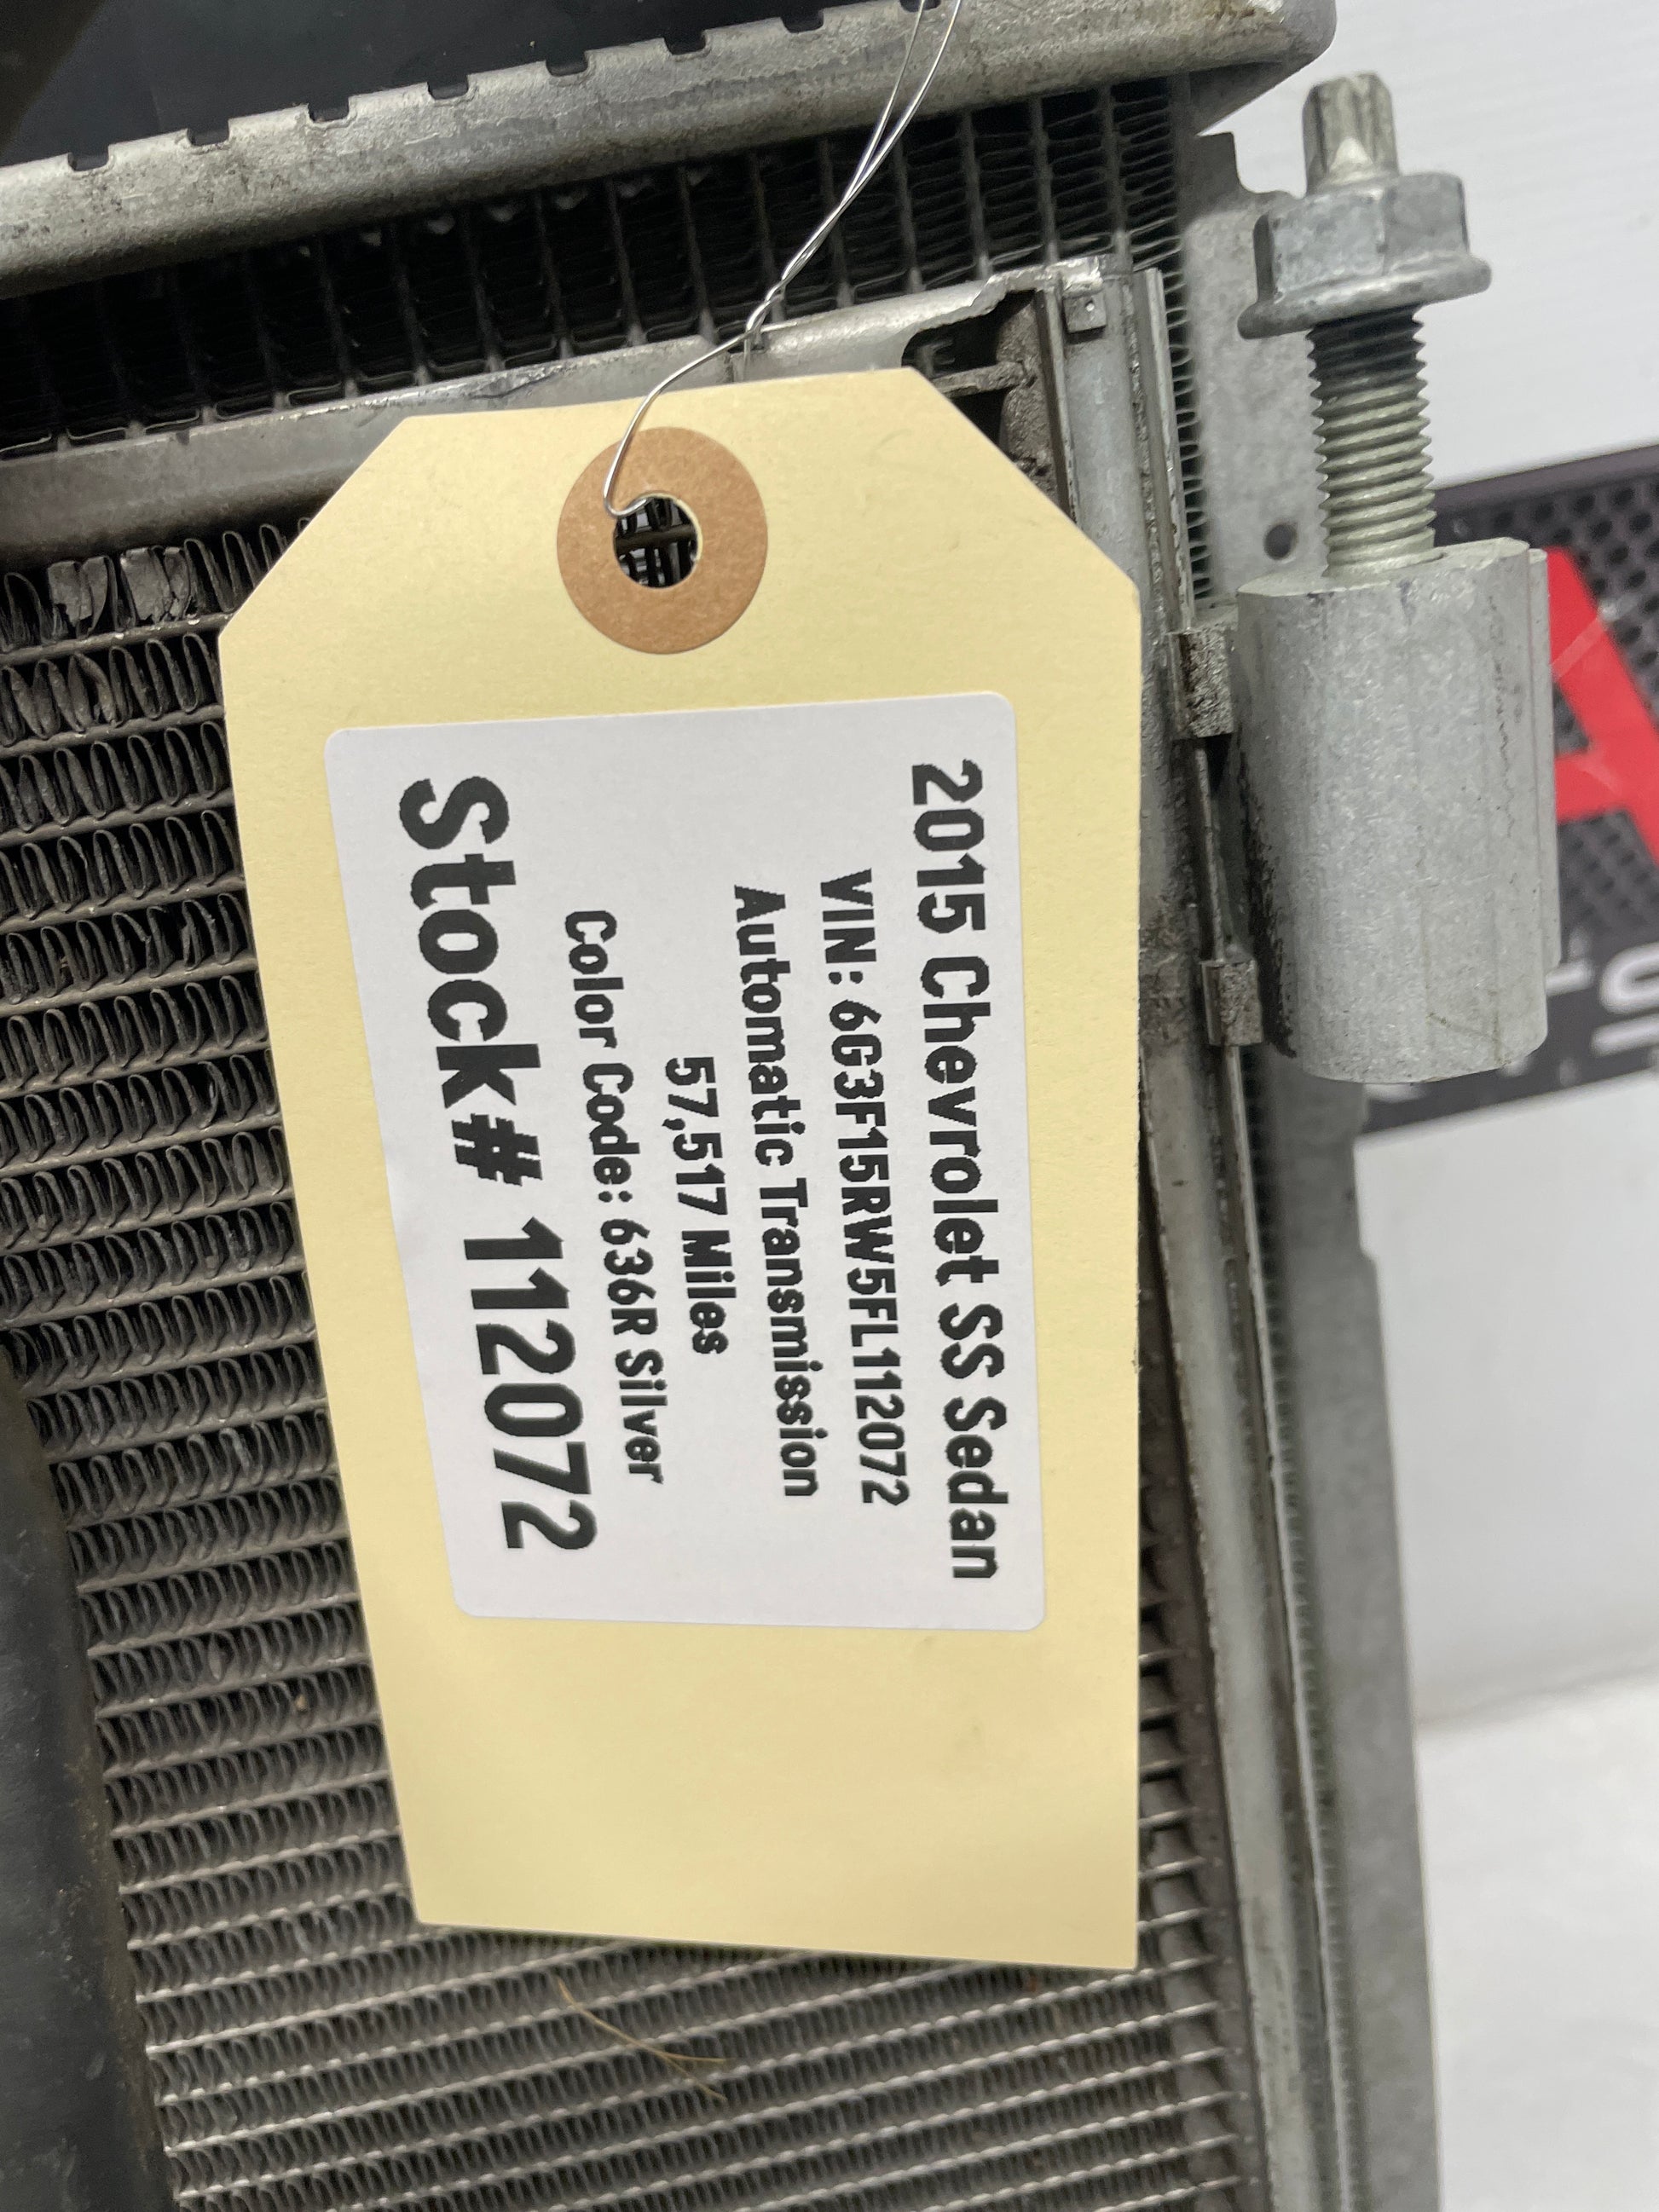 2015 Chevrolet SS Sedan
VIN: 6G3F15RW5FL112072
Automatic Transmission
57,517 Miles
Color Code: 636R Silver
Stock# 112072